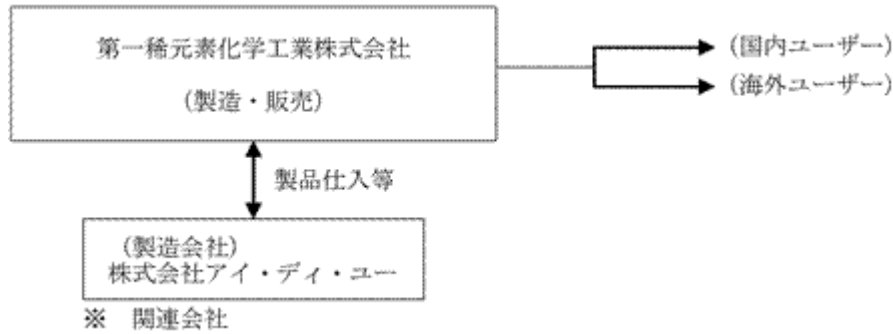 第一稀元素化学工業株式会社
(製造・販売)
(国内ユーザー)
(海外ユーザー)
製品仕入等
(製造会社)
株式会社アイ・ディ・ユー
※ 関連会社